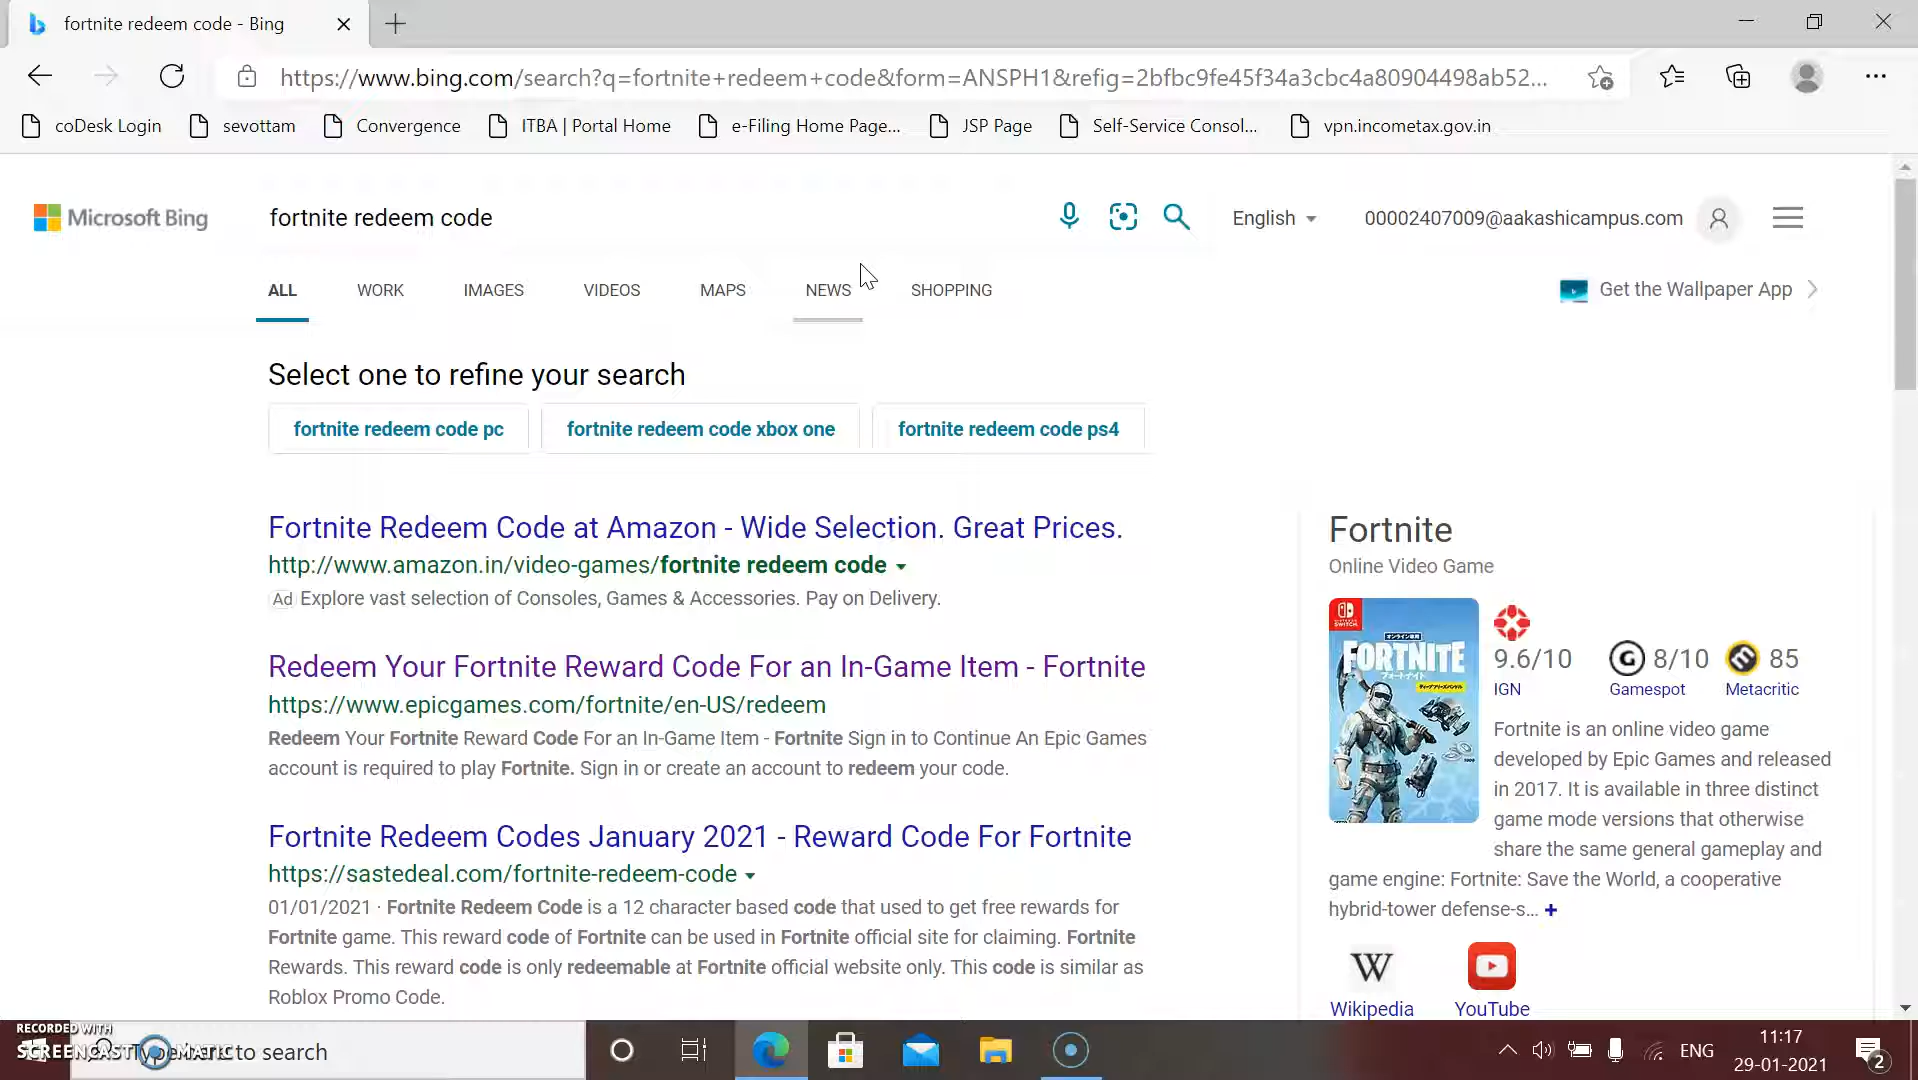 fortnite redeem code - Bing
https://www.bing.com/search?q=fortnite+redeem+code&form=ANSPH1&refig=2bfbc9fe45f34a3cbc4a80904498ab52...
coDesk Login
sevottam
Convergence
ITBA | Portal Home
e-Filing Home Page...
JSP Page
Self-Service Consol...
vpn.incometax.gov.in
Microsoft Bing
fortnite redeem code
English
00002407009@aakashicampus.com
ALL
WORK
IMAGES
VIDEOS
MAPS
NEWS
SHOPPING
Get the Wallpaper App
Select one to refine your search
fortnite redeem code pc
fortnite redeem code xbox one
fortnite redeem code ps4
Fortnite Redeem Code at Amazon - Wide Selection. Great Prices.
http://www.amazon.in/video-games/fortnite redeem code
Ad Explore vast selection of Consoles, Games & Accessories. Pay on Delivery.
Redeem Your Fortnite Reward Code For an In-Game Item - Fortnite
https://www.epicgames.com/fortnite/en-US/redeem
Redeem Your Fortnite Reward Code For an In-Game Item - Fortnite Sign in to Continue An Epic Games
account is required to play Fortnite. Sign in or create an account to redeem your code.
Fortnite Redeem Codes January 2021 - Reward Code For Fortnite
https://sastedeal.com/fortnite-redeem-code
01/01/2021 · Fortnite Redeem Code is a 12 character based code that used to get free rewards for
Fortnite game. This reward code of Fortnite can be used in Fortnite official site for claiming. Fortnite
Rewards. This reward code is only redeemable at Fortnite official website only. This code is similar as
Roblox Promo Code.
Fortnite
Online Video Game
FORTNITE
フォートナイト
9.6/10
IGN
G 8/10
Gamespot
85
Metacritic
Fortnite is an online video game
developed by Epic Games and released
in 2017. It is available in three distinct
game mode versions that otherwise
share the same general gameplay and
game engine: Fortnite: Save the World, a cooperative
hybrid-tower defense-s... +
W
Wikipedia
YouTube
RECORDED WITH
SCREENCAST MATIC
Type here to search
ENG
11:17
29-01-2021
2